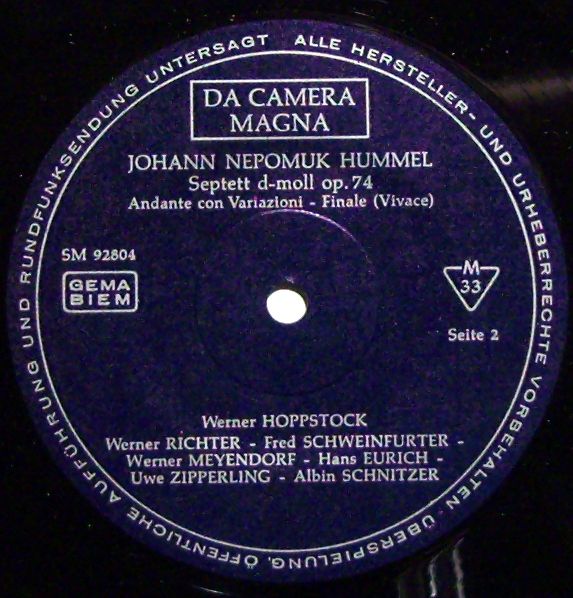 ALLE HERSTELLER- UND URHEBERRECHTE VORBEHALTEN · ÜBERSPIELUNG, ÖFFENTLICHE AUFFÜHRUNG UND RUNDFUNKSENDUNG UNTERSAGT
DA CAMERA
MAGNA
JOHANN NEPOMUK HUMMEL
Septett d-moll op. 74
Andante con Variazioni - Finale (Vivace)
SM 92804
GEMA
BIEM
M
33
Seite 2
Werner HOPPSTOCK
Werner RICHTER - Fred SCHWEINFURTER -
Werner MEYENDORF - Hans EURICH -
Uwe ZIPPERLING - Albin SCHNITZER